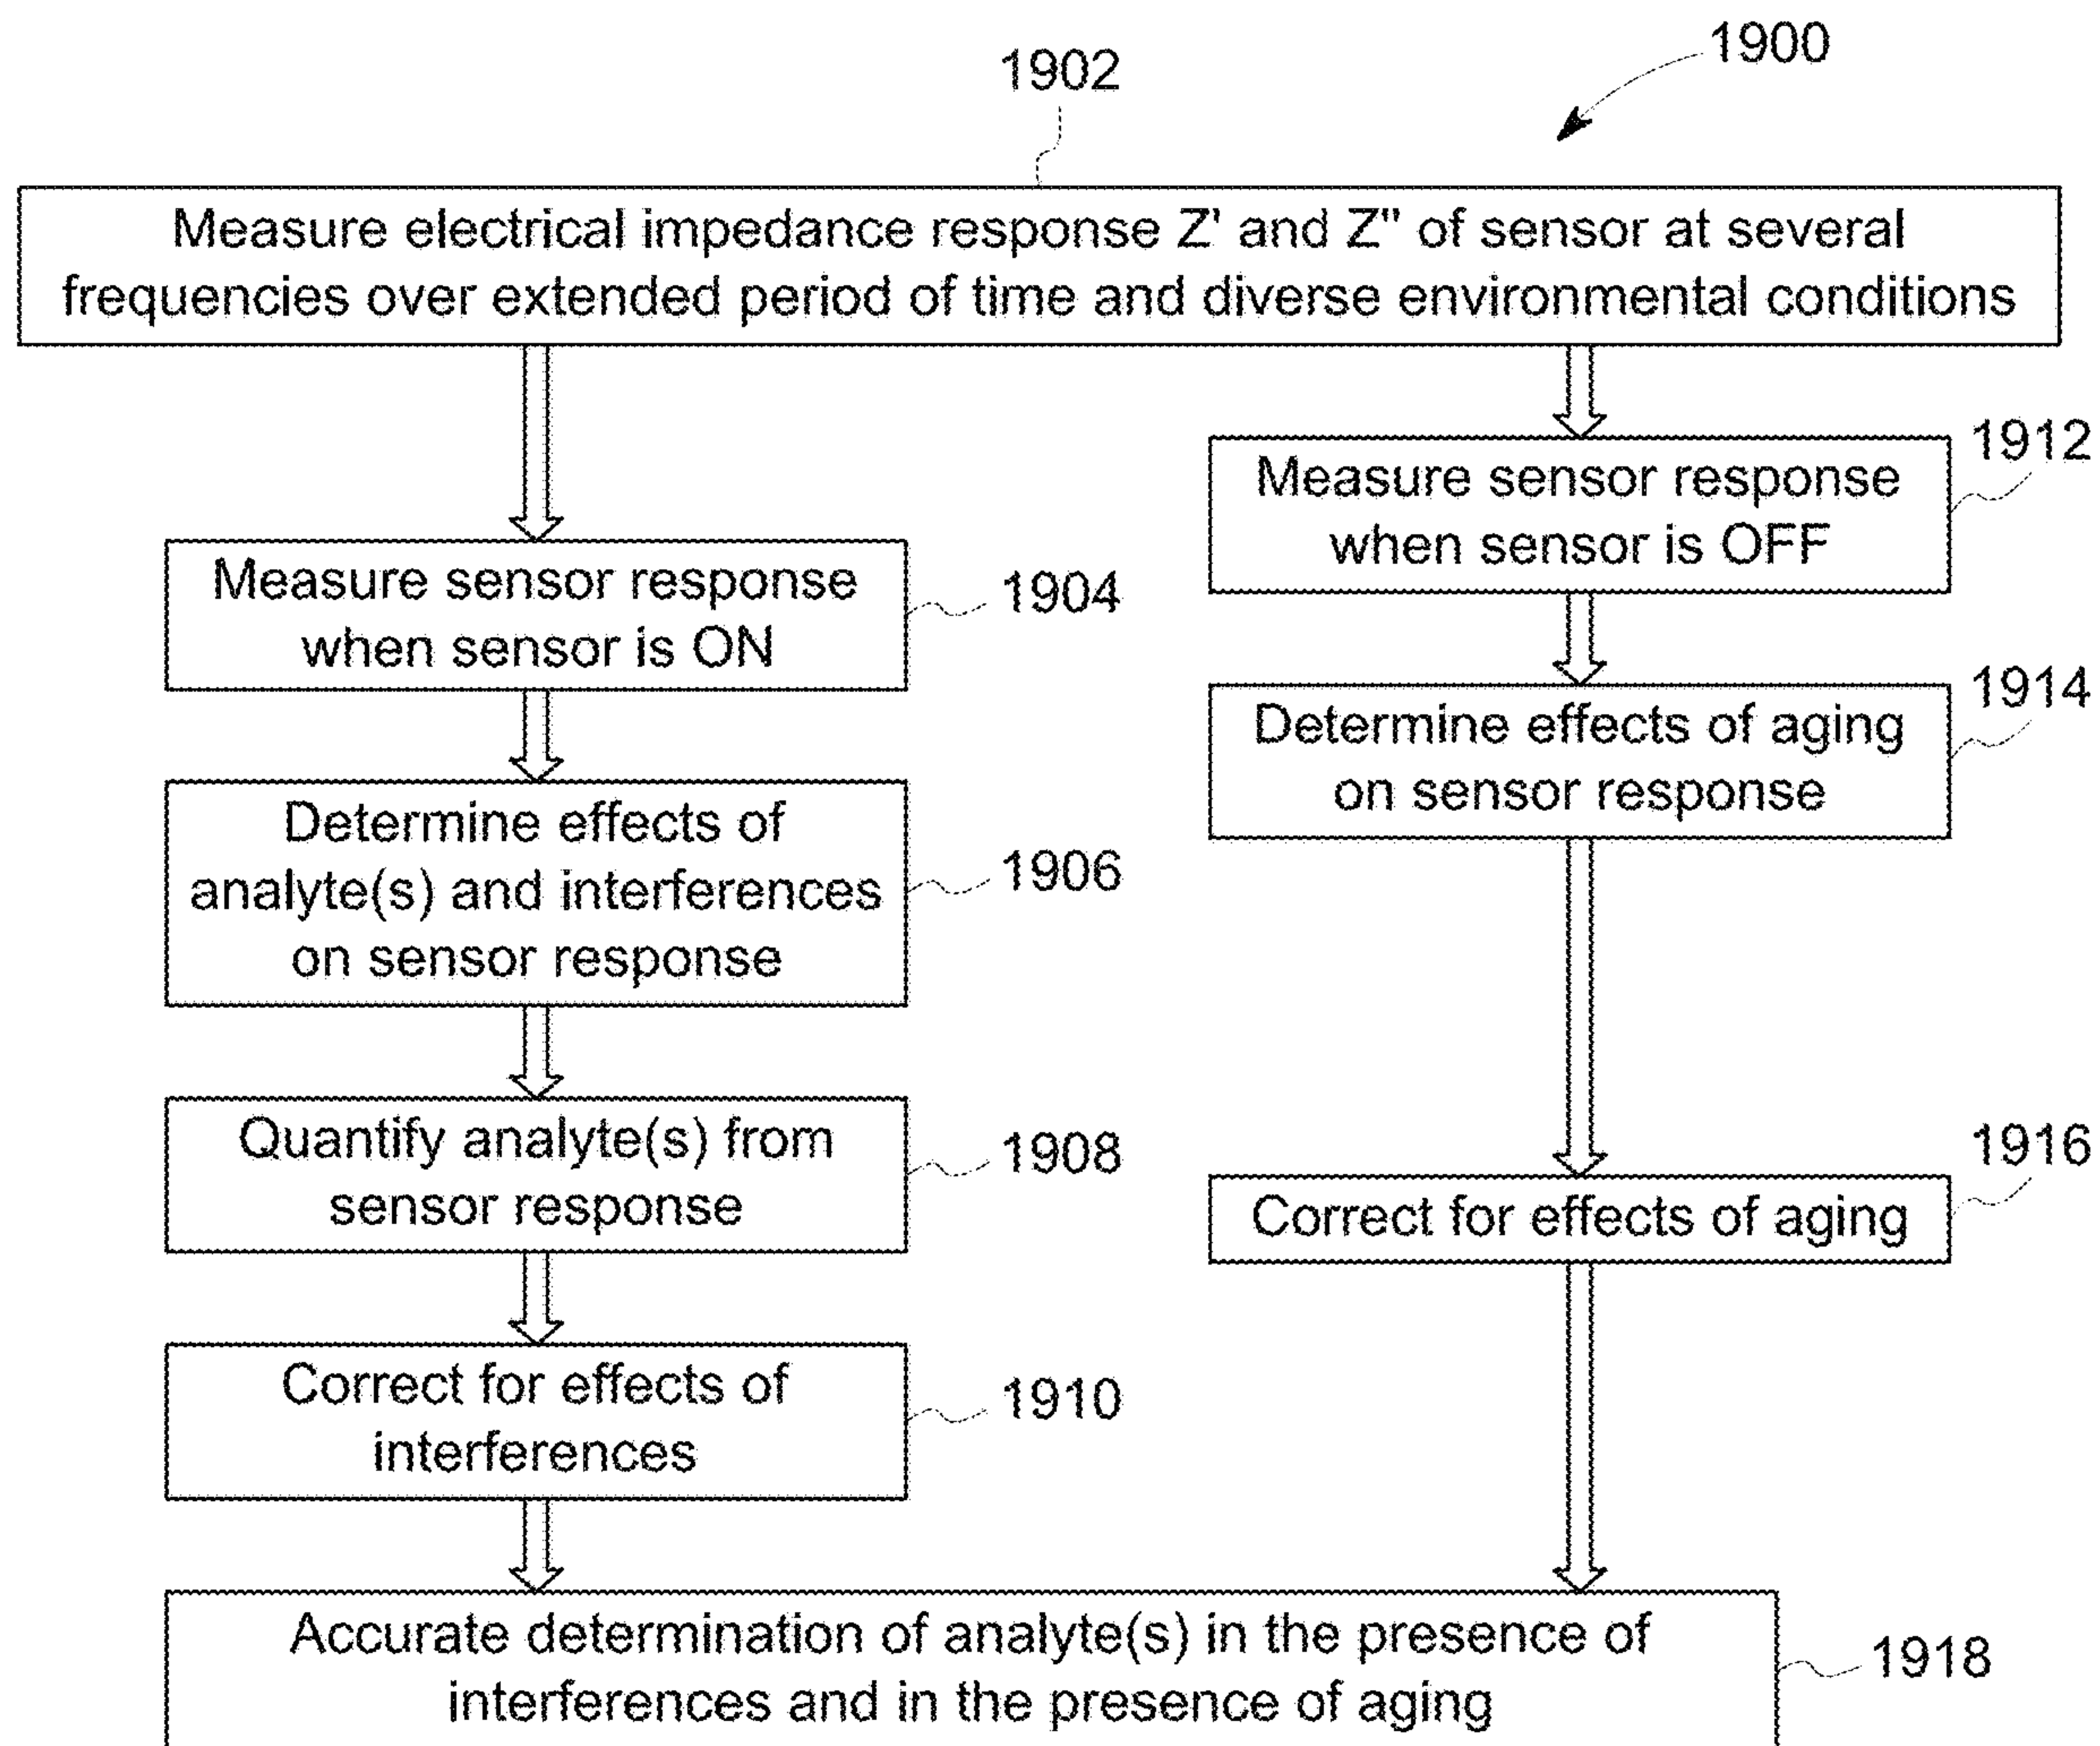 1900
1902
Measure electrical impedance response Z' and Z" of sensor at several
frequencies over extended period of time and diverse environmental conditions
Measure sensor response
when sensor is ON
1904
Determine effects of
analyte(s) and interferences
on sensor response
1906
Quantify analyte(s) from
sensor response
1908
Correct for effects of
interferences
1910
1912
Measure sensor response
when sensor is OFF
1914
Determine effects of aging
on sensor response
1916
Correct for effects of aging
Accurate determination of analyte(s) in the presence of
interferences and in the presence of aging
1918